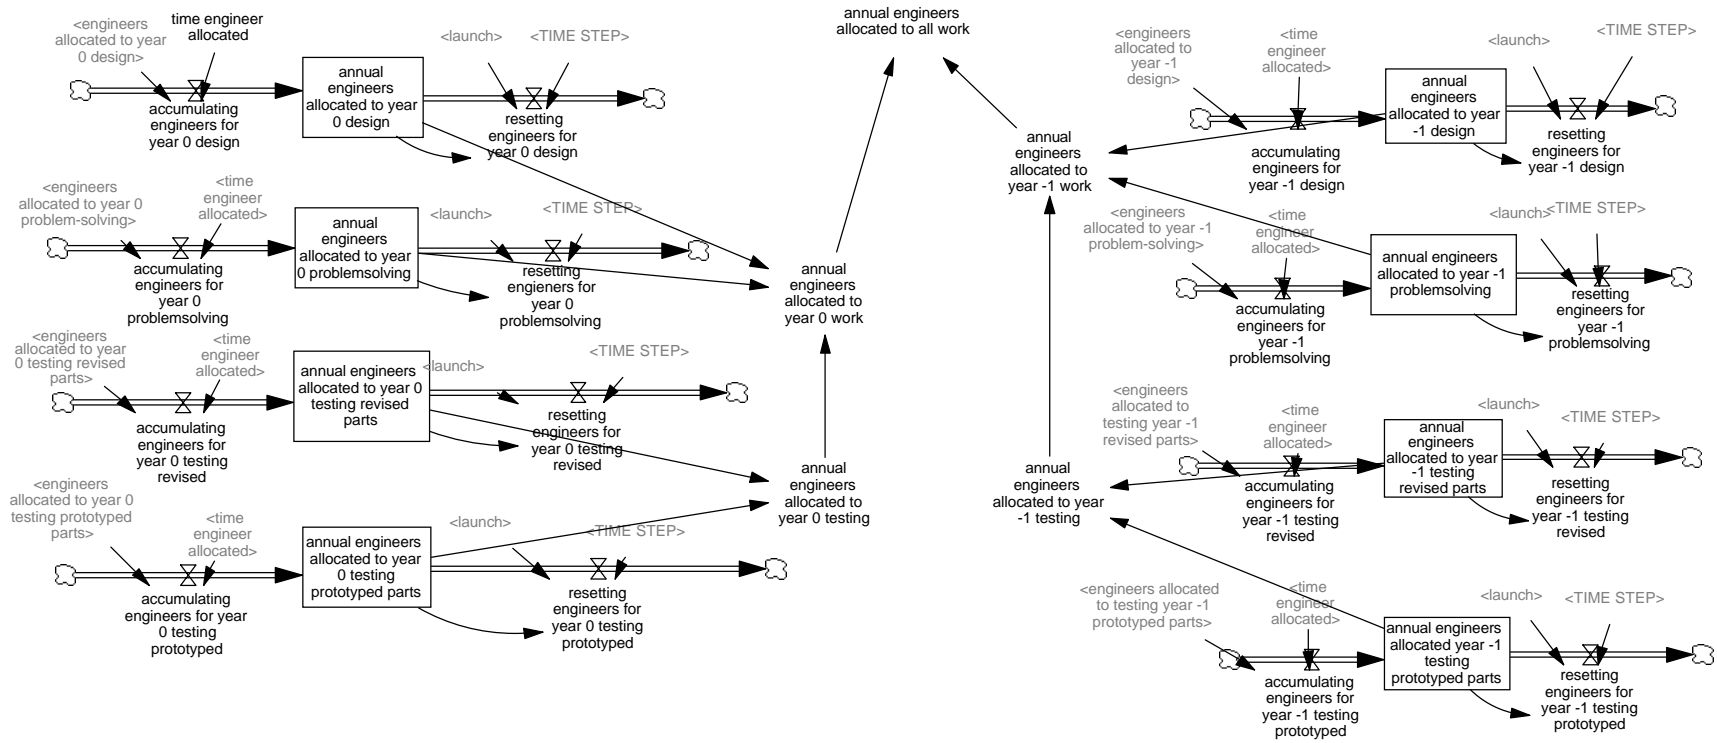 <engineers
allocated to year
0 design>
time engineer
allocated
<launch>
<TIME STEP>
annual
engineers
allocated to year
0 design
accumulating
engineers for
year 0 design
resetting
engineers for
year 0 design
<engineers
allocated to year 0
problem-solving>
<time
engineer
allocated>
<launch>
<TIME STEP>
annual
engineers
allocated to year
0 problemsolving
accumulating
engineers for
year 0
problemsolving
resetting
engieners for
year 0
problemsolving
<engineers
allocated to year
0 testing revised
parts>
<time
engineer
allocated>
<launch>
<TIME STEP>
annual engineers
allocated to year 0
testing revised
parts
accumulating
engineers for
year 0 testing
revised
resetting
engineers for
year 0 testing
revised
<engineers
allocated to year 0
testing prototyped
parts>
<time
engineer
allocated>
<launch>
<TIME STEP>
annual engineers
allocated to year
0 testing
prototyped parts
accumulating
engineers for year
0 testing
prototyped
resetting
engineers for
year 0 testing
prototyped
annual engineers
allocated to all work
annual
engineers
allocated to
year 0 work
annual
engineers
allocated to
year 0 testing
annual
engineers
allocated to
year -1 work
annual
engineers
allocated to year
-1 testing
<engineers
allocated to
year -1
design>
<time
engineer
allocated>
<launch>
<TIME STEP>
annual
engineers
allocated to year
-1 design
accumulating
engineers for
year -1 design
resetting
engineers for
year -1 design
<engineers
allocated to year -1
problem-solving>
<time
engineer
allocated>
<launch>
<TIME STEP>
annual engineers
allocated to year -1
problemsolving
accumulating
engineers for
year -1
problemsolving
resetting
engineers for
year -1
problemsolving
<engineers
allocated to
testing year -1
revised parts>
<time
engineer
allocated>
<launch>
<TIME STEP>
annual
engineers
allocated to year
-1 testing
revised parts
accumulating
engineers for
year -1 testing
revised
resetting
engineers for
year -1 testing
revised
<engineers allocated
to testing year -1
prototyped parts>
<time
engineer
allocated>
<launch>
<TIME STEP>
annual engineers
allocated year -1
testing
prototyped parts
accumulating
engineers for
year -1 testing
prototyped
resetting
engineers for
year -1 testing
prototyped